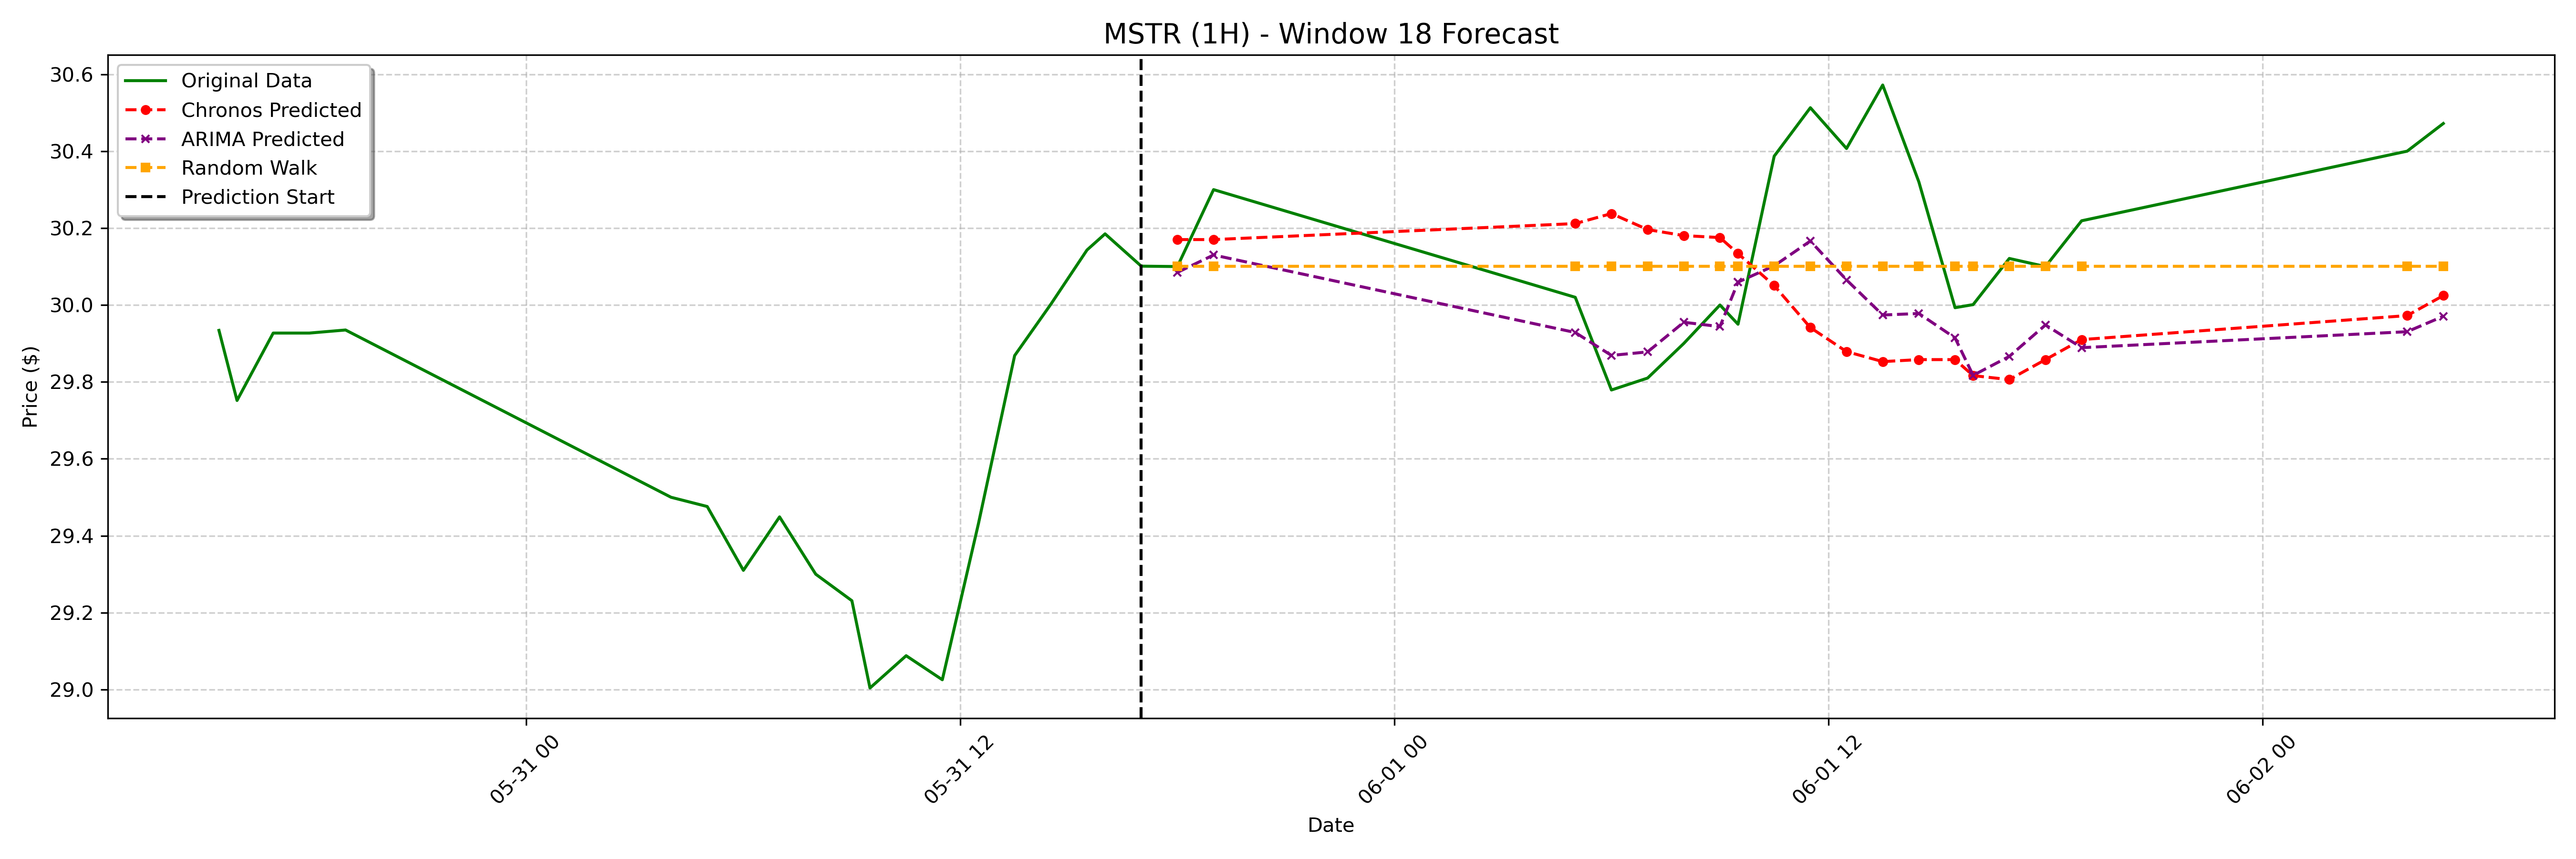 MSTR (1H) - Window 18 Forecast
Original Data
Chronos Predicted
ARIMA Predicted
Random Walk
Prediction Start
Price ($)
30.6
30.4
30.2
30.0
29.8
29.6
29.4
29.2
29.0
05-31 00
05-31 12
06-01 00
06-01 12
06-02 00
Date